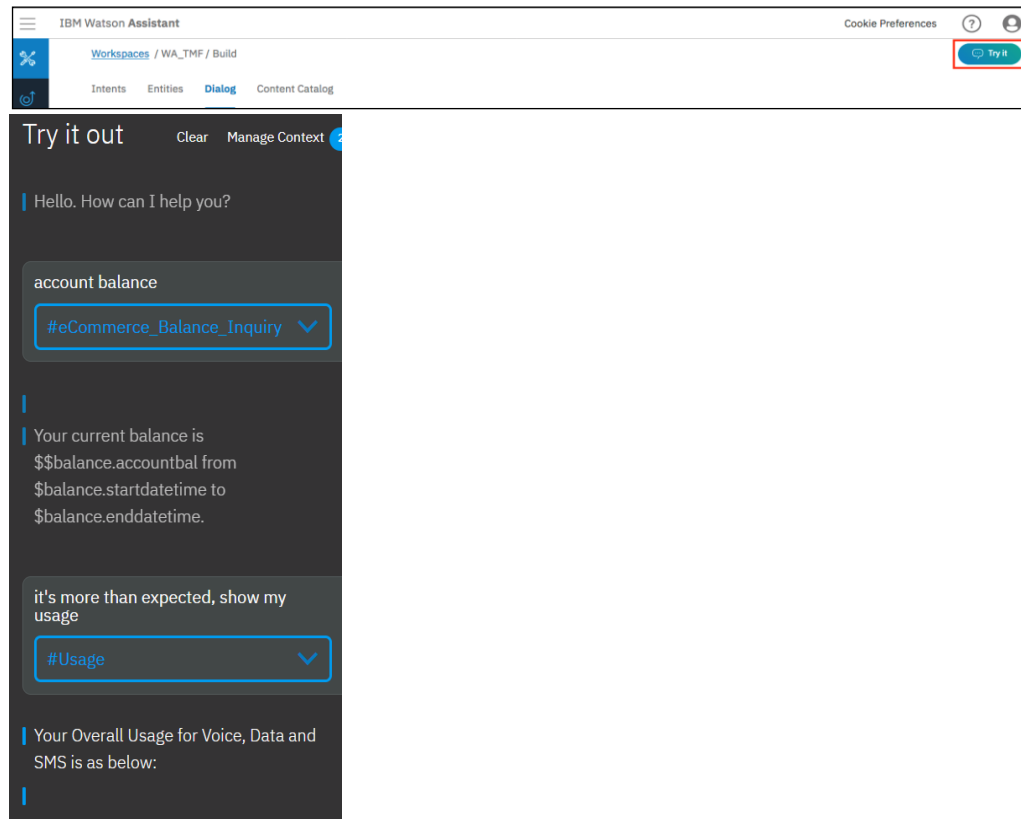 IBM Watson Assistant
Cookie Preferences
?
Workspaces / WA_TMF / Build
Try it
Intents Entities Dialog Content Catalog
Try it out Clear Manage Context 2
Hello. How can I help you?
account balance
#eCommerce_Balance_Inquiry
Your current balance is
$$balance.accountbal from
$balance.startdatetime to
$balance.enddatetime.
it's more than expected, show my
usage
#Usage
Your Overall Usage for Voice, Data and
SMS is as below: